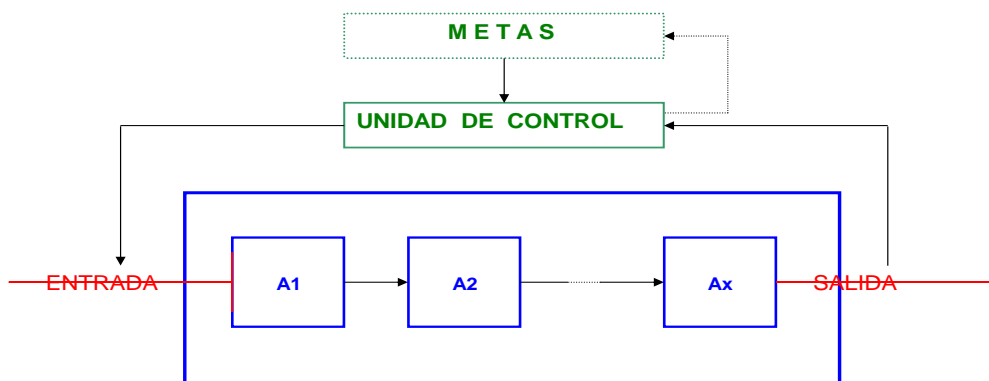 M E T A S
UNIDAD DE CONTROL
ENTRADA
A1
A2
Ax
SALIDA